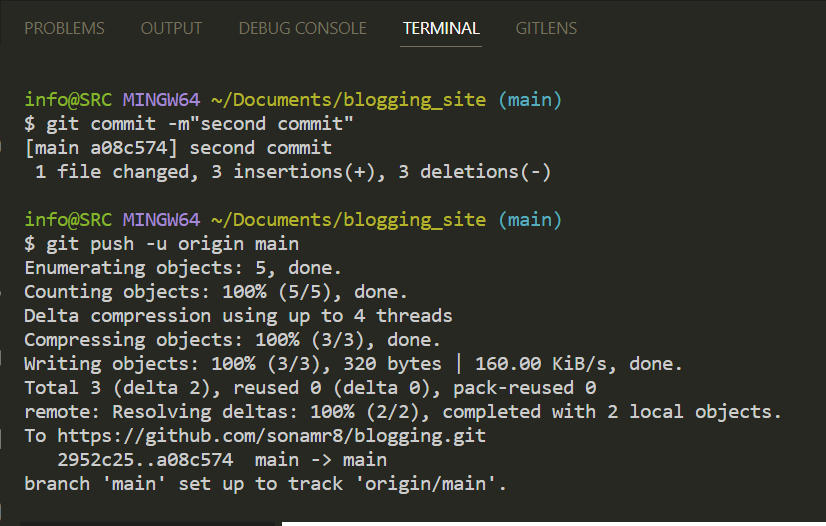 PROBLEMS OUTPUT DEBUG CONSOLE TERMINAL GITLENS
info@SRC MINGW64 ~/Documents/blogging_site (main)
$ git commit -m"second commit"
[main a08c574] second commit
 1 file changed, 3 insertions(+), 3 deletions(-)
info@SRC MINGW64 ~/Documents/blogging_site (main)
$ git push -u origin main
Enumerating objects: 5, done.
Counting objects: 100% (5/5), done.
Delta compression using up to 4 threads
Compressing objects: 100% (3/3), done.
Writing objects: 100% (3/3), 320 bytes | 160.00 KiB/s, done.
Total 3 (delta 2), reused 0 (delta 0), pack-reused 0
remote: Resolving deltas: 100% (2/2), completed with 2 local objects.
To https://github.com/sonamr8/blogging.git
   2952c25..a08c574  main -> main
branch 'main' set up to track 'origin/main'.